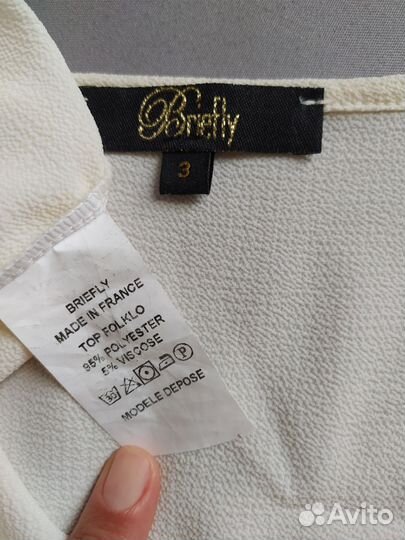 Briefly
3
BRIEFLY
MADE IN FRANCE
TOP FOLKLO
95% POLYESTER
5% VISCOSE
MODELE DEPOSE
Avito